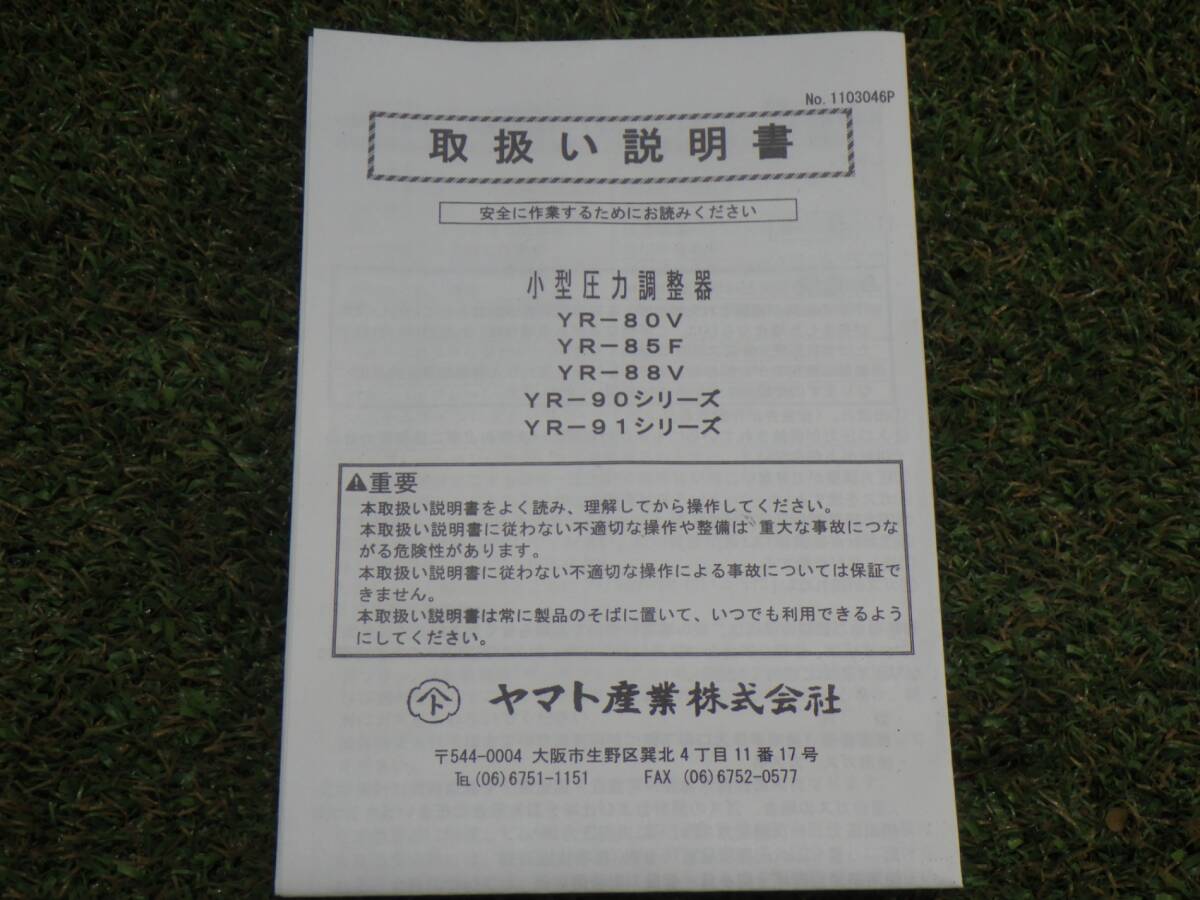 No. 1103046P
取扱い説明書
安全に作業するためにお読みください
小型圧力調整器
ＹＲ－８０Ｖ
ＹＲ－８５Ｆ
ＹＲ－８８Ｖ
ＹＲ－９０シリーズ
ＹＲ－９１シリーズ
⚠重要
本取扱い説明書をよく読み、理解してから操作してください。
本取扱い説明書に従わない不適切な操作や整備は 重大な事故につな
がる危険性があります。
本取扱い説明書に従わない不適切な操作による事故については保証で
きません。
本取扱い説明書は常に製品のそばに置いて、いつでも利用できるよう
にしてください。
ヤマト産業株式会社
〒544-0004 大阪市生野区巽北４丁目11番17号
℡(06)6751-1151 FAX (06)6752-0577